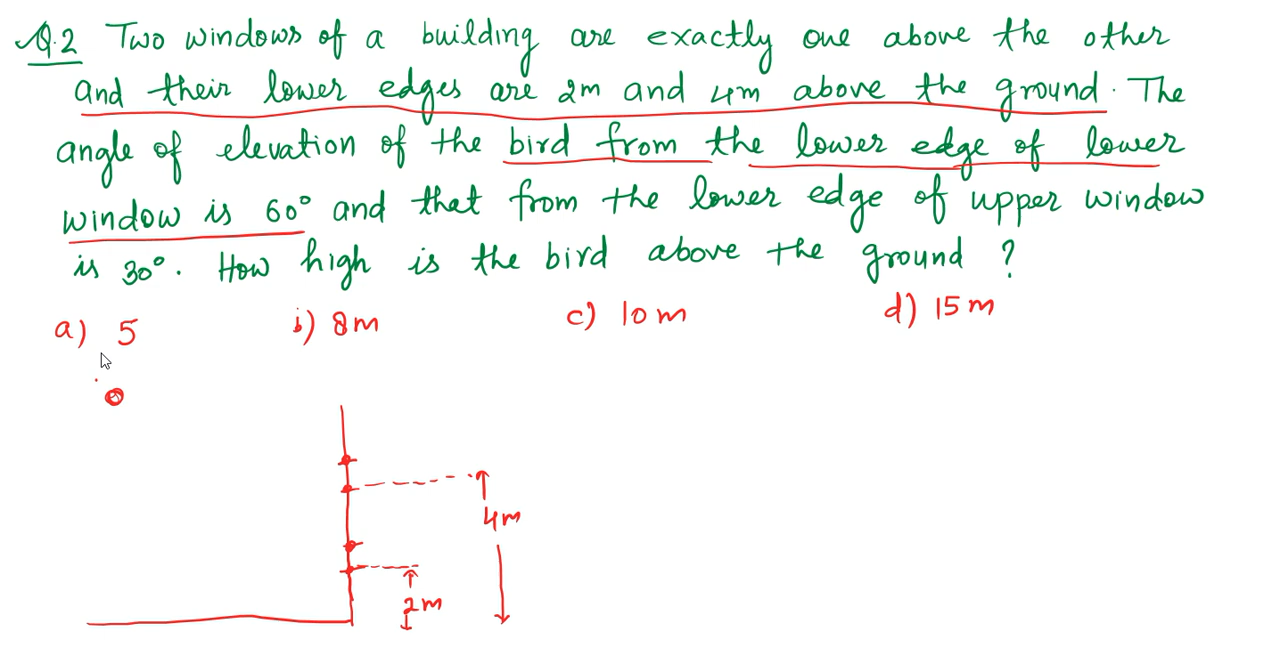 Q.2 Two windows of a building are exactly one above the other
and their lower edges are 2m and 4m above the ground. The
angle of elevation of the bird from the lower edge of lower
window is 60° and that from the lower edge of upper window
is 30°. How high is the bird above the ground ?
a) 5 b) 8m c) 10m d) 15m
4m
2m